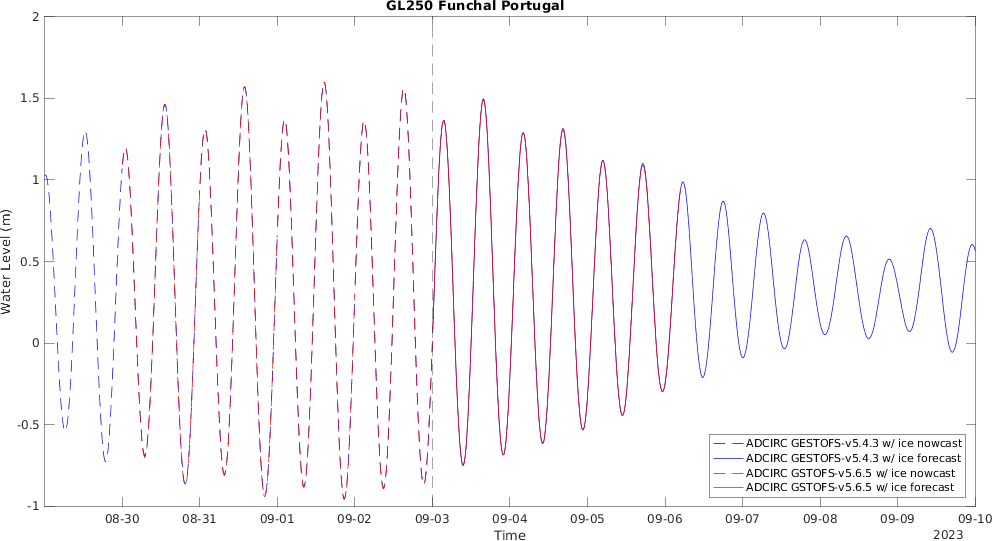 GL250 Funchal Portugal
2
1.5
1
0.5
0
-0.5
-1
Water Level (m)
ADCIRC GESTOFS-v5.4.3 w/ ice nowcast
ADCIRC GESTOFS-v5.4.3 w/ ice forecast
ADCIRC GSTOFS-v5.6.5 w/ ice nowcast
ADCIRC GSTOFS-v5.6.5 w/ ice forecast
08-30 08-31 09-01 09-02 09-03 09-04 09-05 09-06 09-07 09-08 09-09 09-10
Time
2023